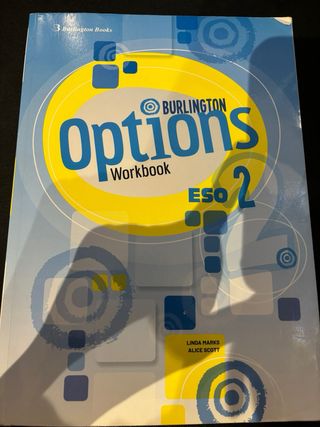 Burlington Books
BURLINGTON
Options
Workbook
ESO 2
LINDA MARKS
ALICE SCOTT